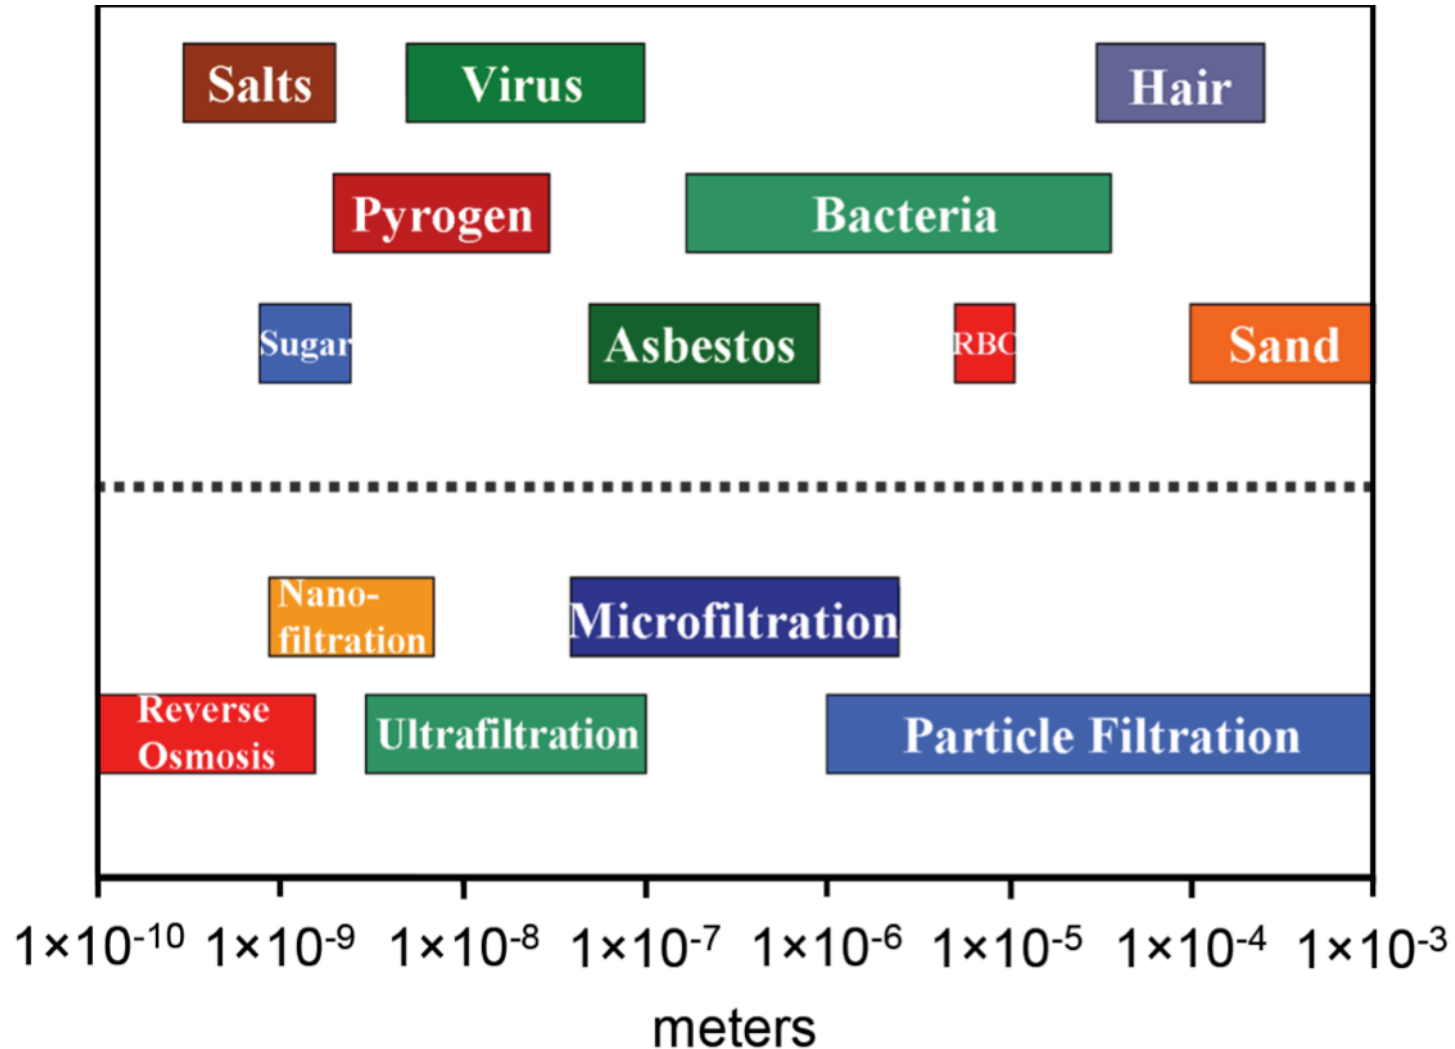 Salts
Virus
Hair
Pyrogen
Bacteria
Sugar
Asbestos
RBC
Sand
Nano-
filtration
Microfiltration
Reverse
Osmosis
Ultrafiltration
Particle Filtration
1×10⁻¹⁰ 1×10⁻⁹ 1×10⁻⁸ 1×10⁻⁷ 1×10⁻⁶ 1×10⁻⁵ 1×10⁻⁴ 1×10⁻³
meters